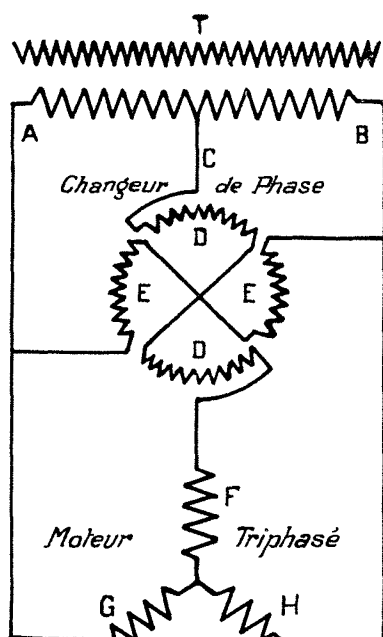 T
A B
C
Changeur de Phase
D
E E
D
F
Moteur Triphasé
G H